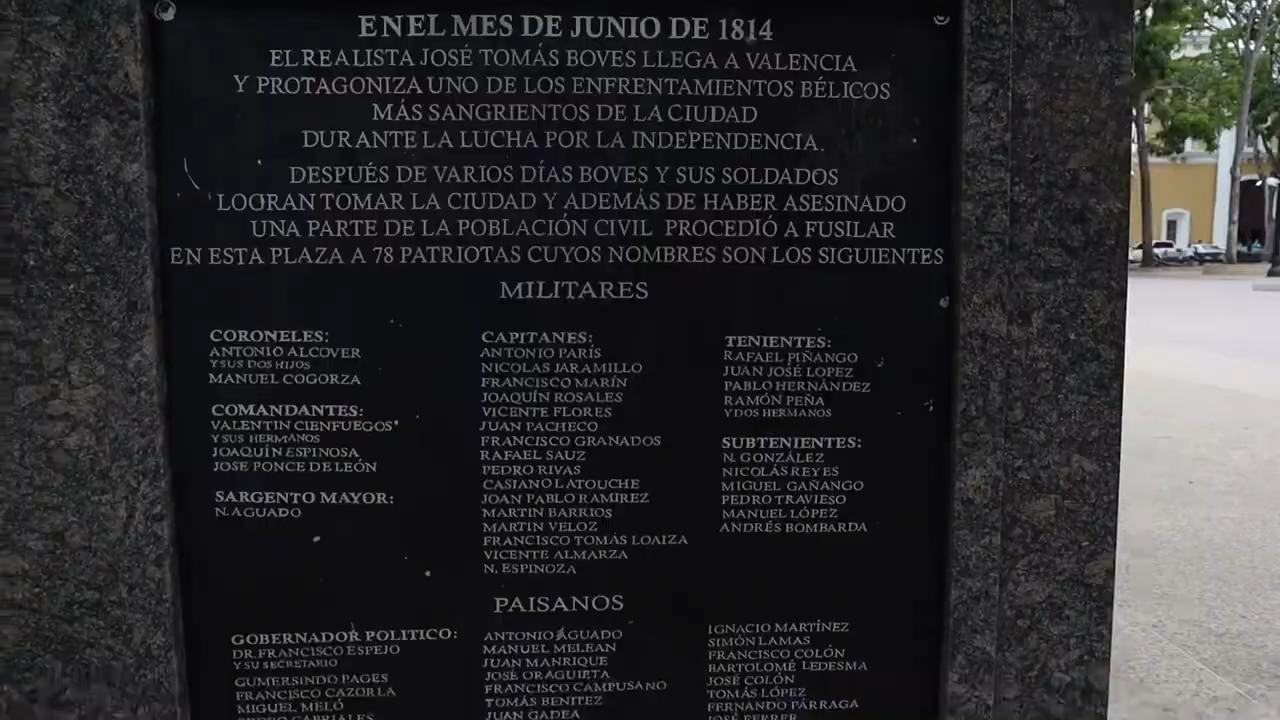 EN EL MES DE JUNIO DE 1814
EL REALISTA JOSÉ TOMÁS BOVES LLEGA A VALENCIA
Y PROTAGONIZA UNO DE LOS ENFRENTAMIENTOS BÉLICOS
MÁS SANGRIENTOS DE LA CIUDAD
DURANTE LA LUCHA POR LA INDEPENDENCIA.
DESPUÉS DE VARIOS DÍAS BOVES Y SUS SOLDADOS
LOGRAN TOMAR LA CIUDAD Y ADEMÁS DE HABER ASESINADO
UNA PARTE DE LA POBLACIÓN CIVIL PROCEDIÓ A FUSILAR
EN ESTA PLAZA A 78 PATRIOTAS CUYOS NOMBRES SON LOS SIGUIENTES
MILITARES
CORONELES:
ANTONIO ALCOVER
Y SUS DOS HIJOS
MANUEL COGORZA
COMANDANTES:
VALENTIN CIENFUEGOS
Y SUS HERMANOS
JOAQUÍN ESPINOSA
JOSE PONCE DE LEÓN
SARGENTO MAYOR:
N. AGUADO
CAPITANES:
ANTONIO PARÍS
NICOLAS JARAMILLO
FRANCISCO MARÍN
JOAQUÍN ROSALES
VICENTE FLORES
JUAN PACHECO
FRANCISCO GRANADOS
RAFAEL SAUZ
PEDRO RIVAS
CASIANO LATOUCHE
JOAN PABLO RAMIREZ
MARTIN BARRIOS
MARTIN VELOZ
FRANCISCO TOMÁS LOAIZA
VICENTE ALMARZA
N. ESPINOZA
TENIENTES:
RAFAEL PIÑANGO
JUAN JOSÉ LOPEZ
PABLO HERNÁNDEZ
RAMÓN PEÑA
Y DOS HERMANOS
SUBTENIENTES:
N. GONZÁLEZ
NICOLÁS REYES
MIGUEL GAÑANGO
PEDRO TRAVIESO
MANUEL LÓPEZ
ANDRÉS BOMBARDA
PAISANOS
GOBERNADOR POLITICO:
DR. FRANCISCO ESPEJO
Y SU SECRETARIO
GUMERSINDO PAGES
FRANCISCO CAZORLA
MIGUEL MELÓ
PEDRO GABRIALES
ANTONIO AGUADO
MANUEL MELEAN
JUAN MANRIQUE
JOSE ORAGUIETA
FRANCISCO CAMPUSANO
TOMÁS BENITEZ
JUAN GADEA
IGNACIO MARTÍNEZ
SIMÓN LAMAS
FRANCISCO COLÓN
BARTOLOMÉ LEDESMA
JOSÉ COLÓN
TOMÁS LÓPEZ
FERNANDO PÁRRAGA
JOSÉ FERRER